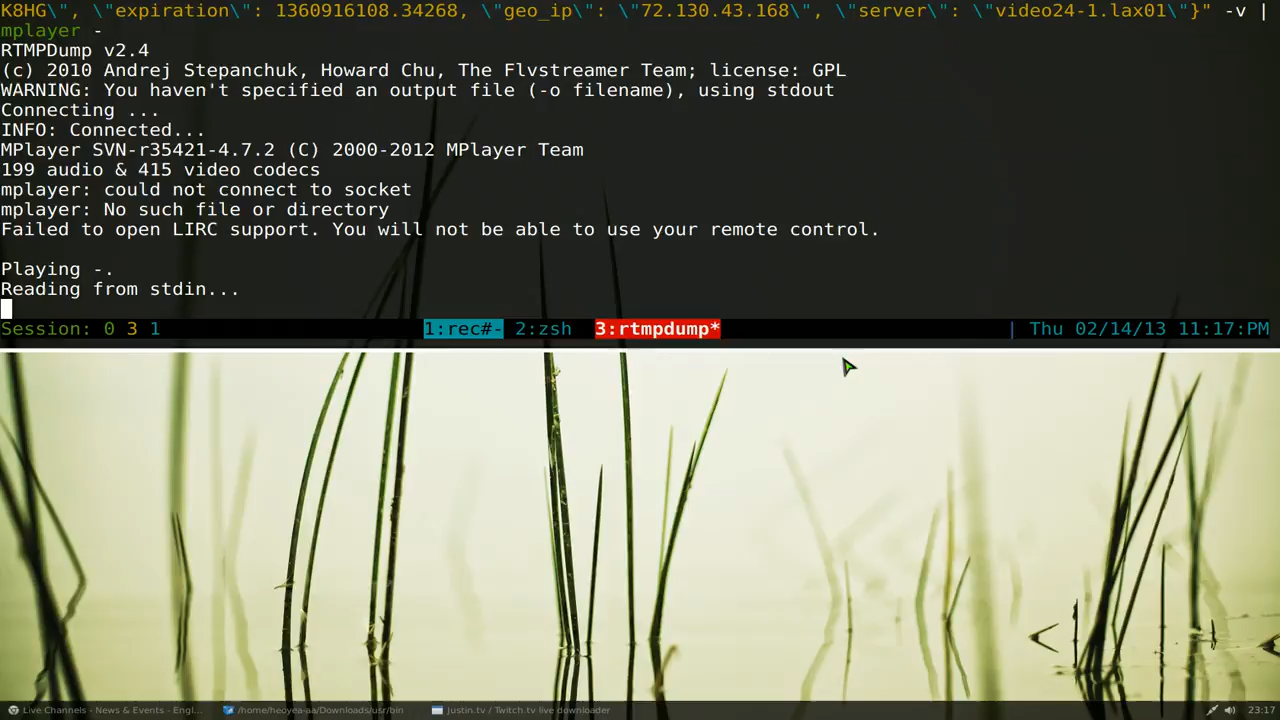 K8HG\", \"expiration\": 1360916108.34268, \"geo_ip\": \"72.130.43.168\", \"server\": \"video24-1.lax01\"}" -v |
mplayer -
RTMPDump v2.4
(c) 2010 Andrej Stepanchuk, Howard Chu, The Flvstreamer Team; license: GPL
WARNING: You haven't specified an output file (-o filename), using stdout
Connecting ...
INFO: Connected...
MPlayer SVN-r35421-4.7.2 (C) 2000-2012 MPlayer Team
199 audio & 415 video codecs
mplayer: could not connect to socket
mplayer: No such file or directory
Failed to open LIRC support. You will not be able to use your remote control.
Playing -.
Reading from stdin...
Session: 0 3 1 1:rec#- 2:zsh 3:rtmpdump* | Thu 02/14/13 11:17:PM
Live Channels - News & Events - Engl... /home/heoyea-aa/Downloads/usr/bin Justin.tv / Twitch.tv live downloader 23:17